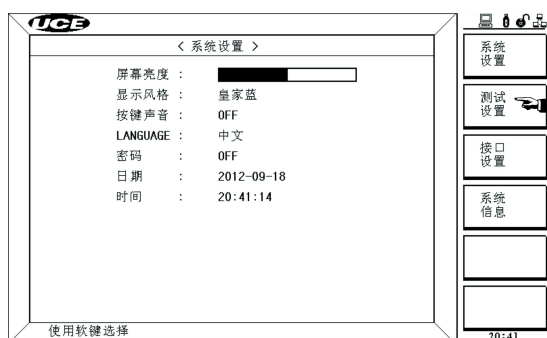 UCE
< 系统设置 >
屏幕亮度 :
显示风格 : 皇家蓝
按键声音 : OFF
LANGUAGE : 中文
密码 : OFF
日期 : 2012-09-18
时间 : 20:41:14
使用软键选择
系统
设置
测试
设置
接口
设置
系统
信息
20:41